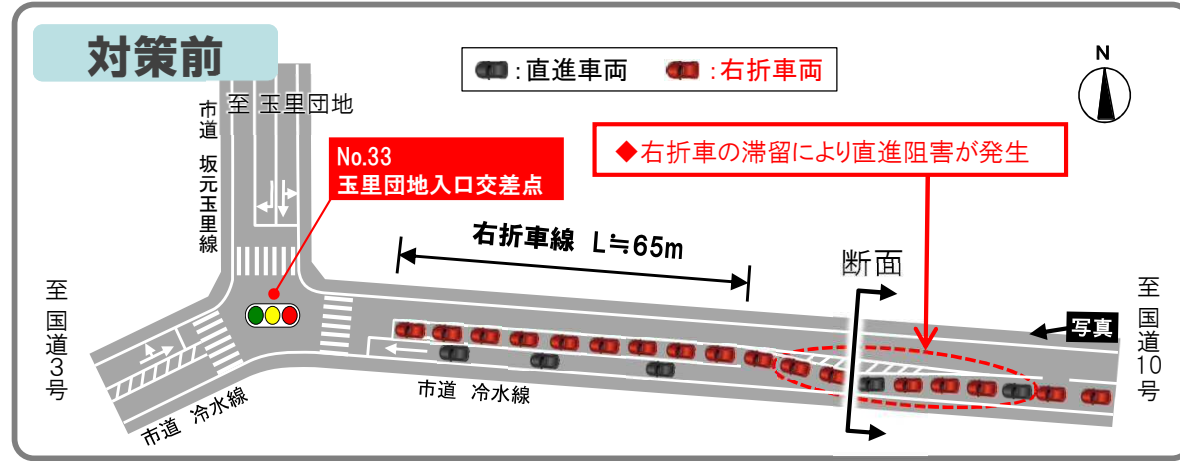 対策前
：直進車両
：右折車両
N
至 玉里団地
市道 坂元玉里線
No.33
玉里団地入口交差点
◆右折車の滞留により直進阻害が発生
右折車線 L≒65m
断面
至 国道3号
写真
至 国道10号
市道 冷水線
市道 冷水線